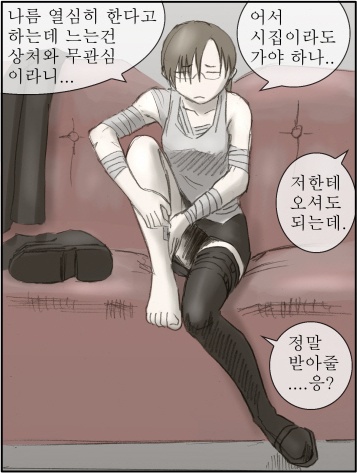 나름 열심히 한다고
하는데 느는건
상처와 무관심
이라니...
어서
시집이라도
가야 하나..
저한테
오셔도
되는데.
정말
받아줄
....응?